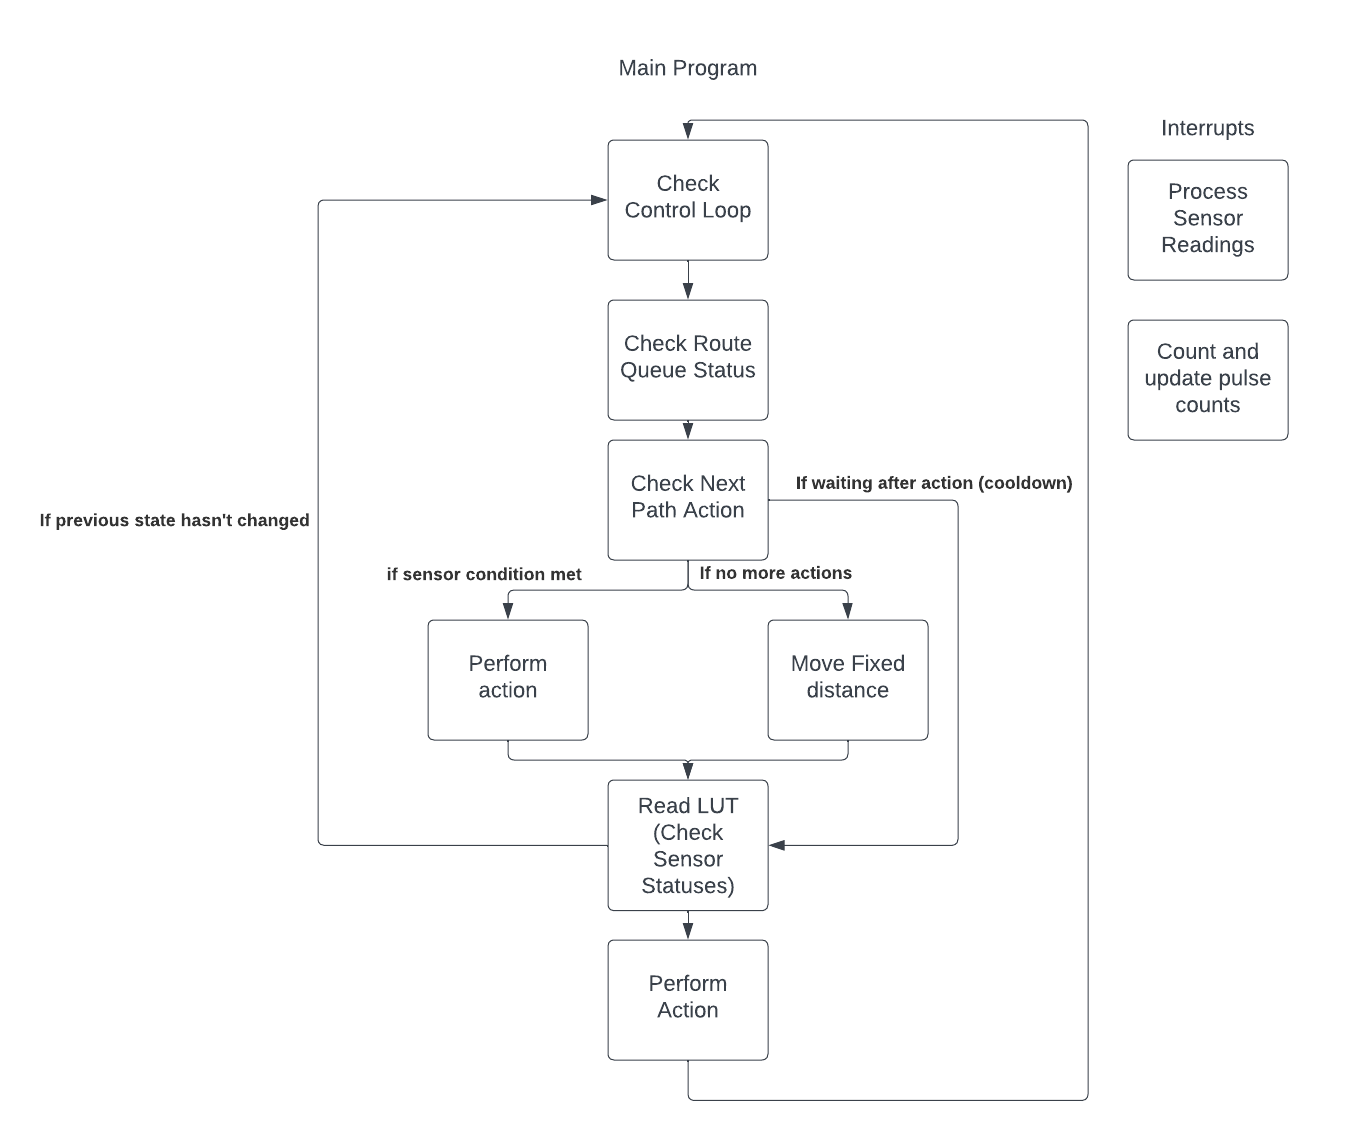 Main Program
Interrupts
Check
Control Loop
Process
Sensor
Readings
Check Route
Queue Status
Count and
update pulse
counts
Check Next
Path Action
If waiting after action (cooldown)
If previous state hasn't changed
if sensor condition met
If no more actions
Perform
action
Move Fixed
distance
Read LUT
(Check
Sensor
Statuses)
Perform
Action